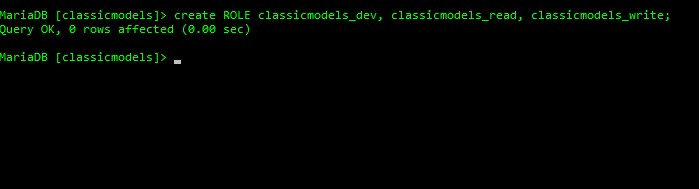 MariaDB [classicmodels]> create ROLE classicmodels_dev, classicmodels_read, classicmodels_write;
Query OK, 0 rows affected (0.00 sec)
MariaDB [classicmodels]>